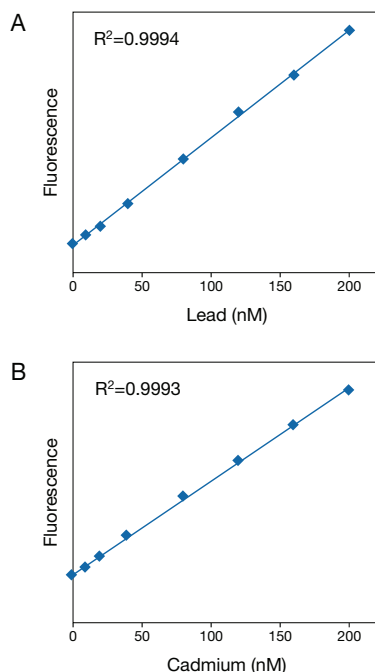 A
R²=0.9994
Fluorescence
0 50 100 150 200
Lead (nM)
B
R²=0.9993
Fluorescence
0 50 100 150 200
Cadmium (nM)